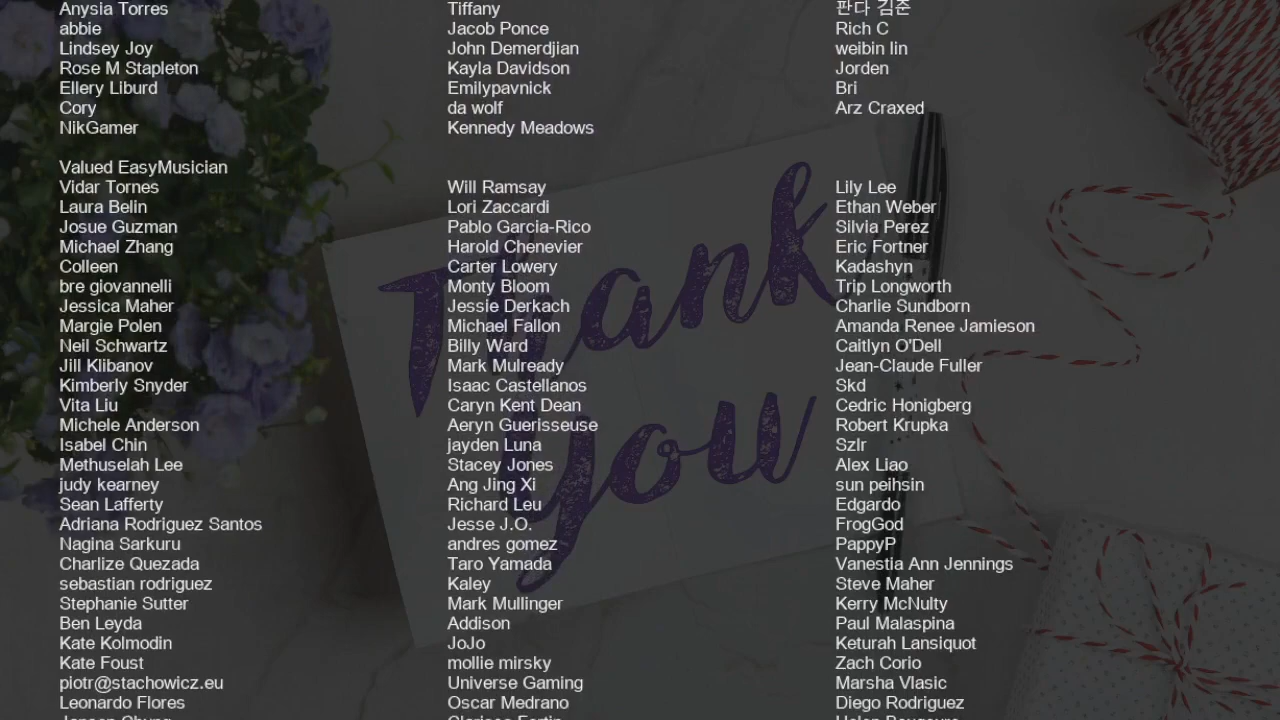 Anysia Torres
Tiffany
판다 김준
abbie
Jacob Ponce
Rich C
Lindsey Joy
John Demerdjian
weibin lin
Rose M Stapleton
Kayla Davidson
Jorden
Ellery Liburd
Emilypavnick
Bri
Cory
da wolf
Arz Craxed
NikGamer
Kennedy Meadows
Valued EasyMusician
Vidar Tornes
Will Ramsay
Lily Lee
Laura Belin
Lori Zaccardi
Ethan Weber
Josue Guzman
Pablo Garcia-Rico
Silvia Perez
Michael Zhang
Harold Chenevier
Eric Fortner
Colleen
Carter Lowery
Kadashyn
bre giovannelli
Monty Bloom
Trip Longworth
Jessica Maher
Jessie Derkach
Charlie Sundborn
Margie Polen
Michael Fallon
Amanda Renee Jamieson
Neil Schwartz
Billy Ward
Caitlyn O'Dell
Jill Klibanov
Mark Mulready
Jean-Claude Fuller
Kimberly Snyder
Isaac Castellanos
Skd
Vita Liu
Caryn Kent Dean
Cedric Honigberg
Michele Anderson
Aeryn Guerisseuse
Robert Krupka
Isabel Chin
jayden Luna
Szlr
Methuselah Lee
Stacey Jones
Alex Liao
judy kearney
Ang Jing Xi
sun peihsin
Sean Lafferty
Richard Leu
Edgardo
Adriana Rodriguez Santos
Jesse J.O.
FrogGod
Nagina Sarkuru
andres gomez
PappyP
Charlize Quezada
Taro Yamada
Vanestia Ann Jennings
sebastian rodriguez
Kaley
Steve Maher
Stephanie Sutter
Mark Mullinger
Kerry McNulty
Ben Leyda
Addison
Paul Malaspina
Kate Kolmodin
JoJo
Keturah Lansiquot
Kate Foust
mollie mirsky
Zach Corio
piotr@stachowicz.eu
Universe Gaming
Marsha Vlasic
Leonardo Flores
Oscar Medrano
Diego Rodriguez
Thank
you